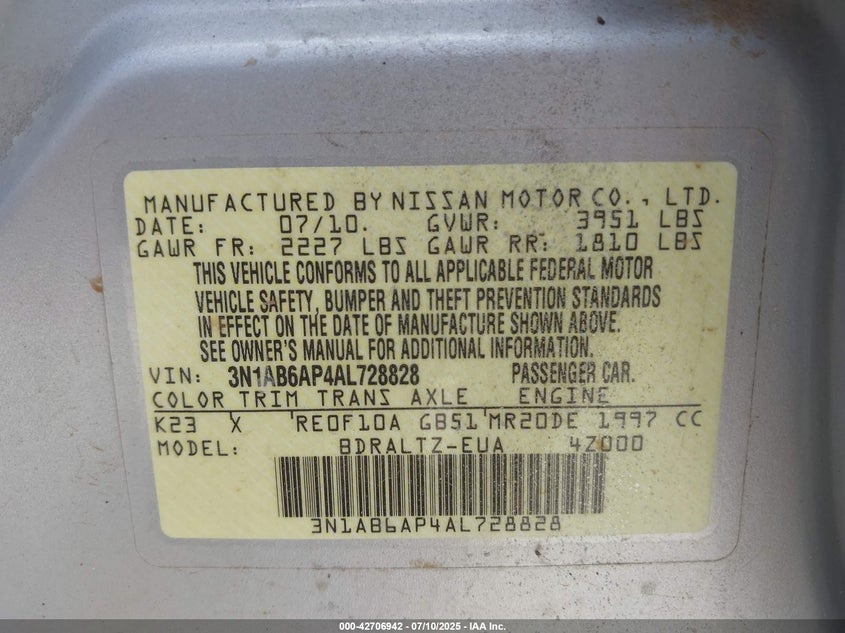 MANUFACTURED BY NISSAN MOTOR CO., LTD.
DATE: 07/10. GVWR: 3951 LBS
GAWR FR: 2227 LBS GAWR RR: 1810 LBS
THIS VEHICLE CONFORMS TO ALL APPLICABLE FEDERAL MOTOR
VEHICLE SAFETY, BUMPER AND THEFT PREVENTION STANDARDS
IN EFFECT ON THE DATE OF MANUFACTURE SHOWN ABOVE.
SEE OWNER'S MANUAL FOR ADDITIONAL INFORMATION.
VIN: 3N1AB6AP4AL728828 PASSENGER CAR.
COLOR TRIM TRANS AXLE ENGINE
K23 X RE0F10A GB51 MR20DE 1997 CC
MODEL: BDRALTZ-EUA 4Z000
3N1AB6AP4AL728828
000-42706942 - 07/10/2025 - IAA Inc.